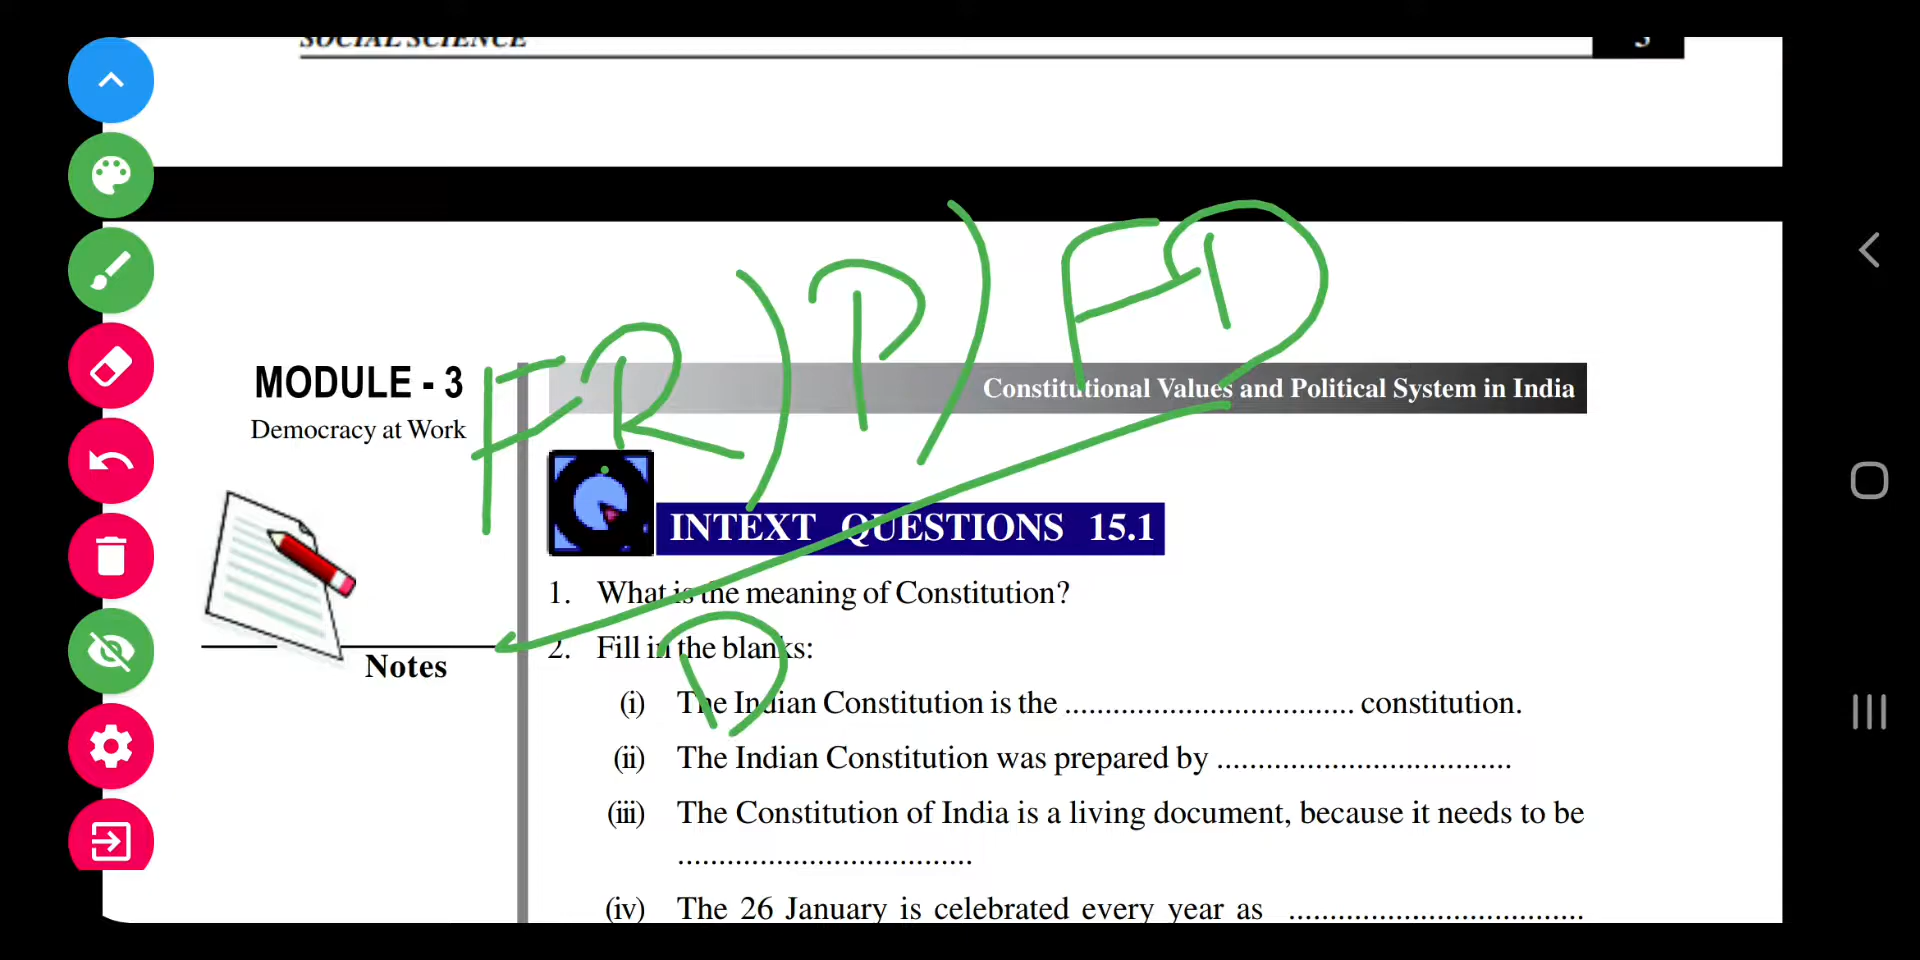 SOCIAL SCIENCE
FR) P) FD
MODULE - 3
Democracy at Work
Constitutional Values and Political System in India
INTEXT QUESTIONS 15.1
1. What is the meaning of Constitution?
2. Fill in the blanks:
Notes
D
(i) The Indian Constitution is the .................................. constitution.
(ii) The Indian Constitution was prepared by ...................................
(iii) The Constitution of India is a living document, because it needs to be
...................................
(iv) The 26 January is celebrated every year as ...................................